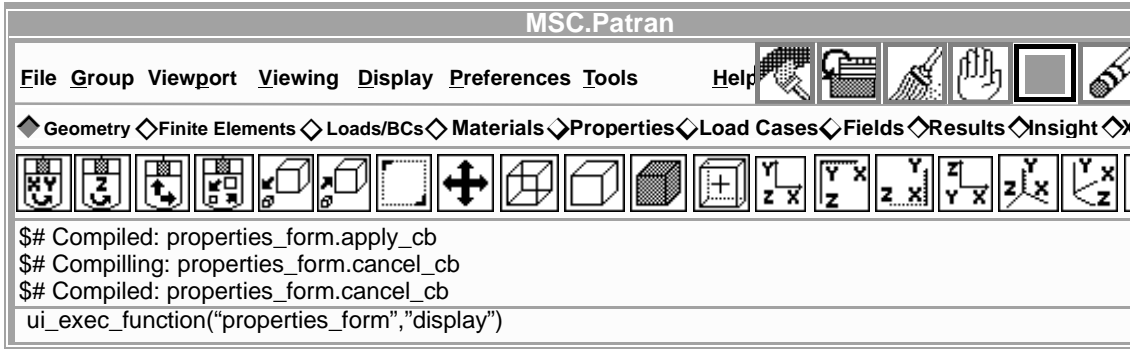 MSC.Patran
File Group Viewport Viewing Display Preferences Tools Help
Geometry Finite Elements Loads/BCs Materials Properties Load Cases Fields Results Insight X
XY Z Y Z X Y X Z Y Z X Z Y X Y Z X Y X Z
$# Compiled: properties_form.apply_cb
$# Compilling: properties_form.cancel_cb
$# Compiled: properties_form.cancel_cb
ui_exec_function(“properties_form”,”display”)